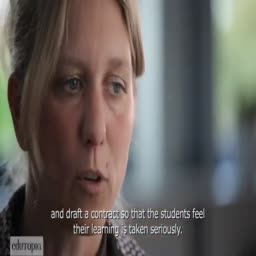 and draft a contract so that the students feel
their learning is taken seriously.
edutopia